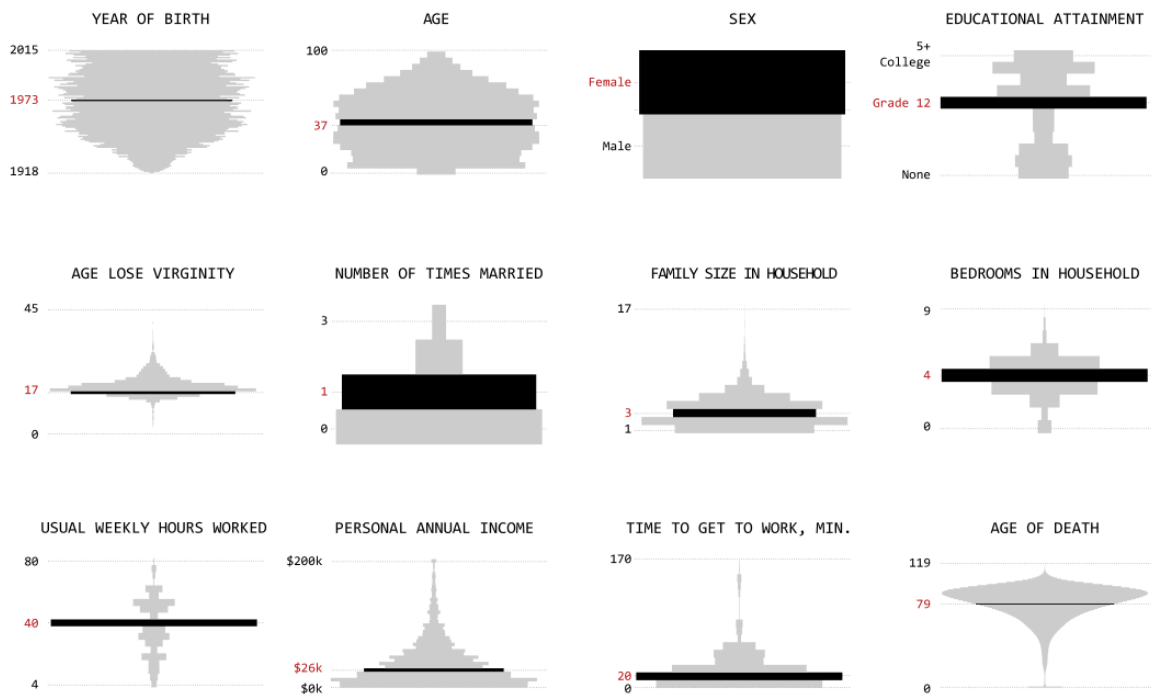 YEAR OF BIRTH
2015
1973
1918
AGE
100
37
0
SEX
Female
Male
EDUCATIONAL ATTAINMENT
5+
College
Grade 12
None
AGE LOSE VIRGINITY
45
17
0
NUMBER OF TIMES MARRIED
3
1
0
FAMILY SIZE IN HOUSEHOLD
17
3
1
BEDROOMS IN HOUSEHOLD
9
4
0
USUAL WEEKLY HOURS WORKED
80
40
4
PERSONAL ANNUAL INCOME
$200k
$26k
$0k
TIME TO GET TO WORK, MIN.
170
20
0
AGE OF DEATH
119
79
0